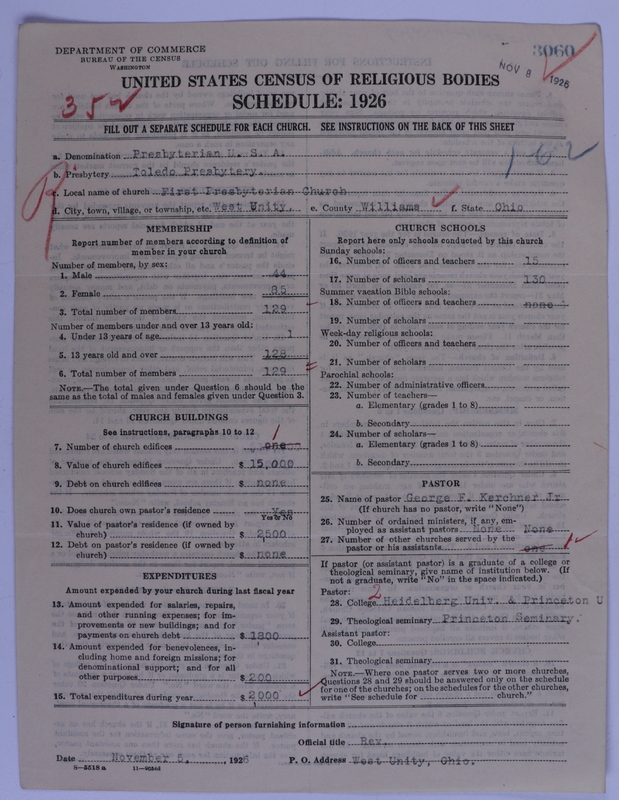 DEPARTMENT OF COMMERCE
BUREAU OF THE CENSUS
WASHINGTON
3060
NOV 8 1926
UNITED STATES CENSUS OF RELIGIOUS BODIES
SCHEDULE: 1926
352
FILL OUT A SEPARATE SCHEDULE FOR EACH CHURCH. SEE INSTRUCTIONS ON THE BACK OF THIS SHEET
a. Denomination Presbyterian U. S. A.
162
b. Presbytery Toledo Presbytery.
c. Local name of church First Presbyterian Church
d. City, town, village, or township, etc. West Unity, e. County Williams f. State Ohio
MEMBERSHIP
Report number of members according to definition of
member in your church
Number of members, by sex:
1. Male 44
2. Female 85
3. Total number of members 129
Number of members under and over 13 years old:
4. Under 13 years of age 1
5. 13 years old and over 128
6. Total number of members 129
NOTE.—The total given under Question 6 should be the
same as the total of males and females given under Question 3.
CHURCH BUILDINGS
See instructions, paragraphs 10 to 12
1
7. Number of church edifices one
8. Value of church edifices $ 15,000
9. Debt on church edifices $ none
10. Does church own pastor's residence Yes
Yes or No
11. Value of pastor's residence (if owned by
church) $ 2500
12. Debt on pastor's residence (if owned by
church) $ none
EXPENDITURES
Amount expended by your church during last fiscal year
13. Amount expended for salaries, repairs,
and other running expenses; for im-
provements or new buildings; and for
payments on church debt $ 1800
14. Amount expended for benevolences, in-
cluding home and foreign missions; for
denominational support; and for all
other purposes $ 200
15. Total expenditures during year $ 2000
CHURCH SCHOOLS
Report here only schools conducted by this church
Sunday schools:
16. Number of officers and teachers 15
17. Number of scholars 130
Summer vacation Bible schools:
18. Number of officers and teachers none
19. Number of scholars
Week-day religious schools:
20. Number of officers and teachers
21. Number of scholars
Parochial schools:
22. Number of administrative officers
23. Number of teachers—
a. Elementary (grades 1 to 8)
b. Secondary
24. Number of scholars—
a. Elementary (grades 1 to 8)
b. Secondary
PASTOR
25. Name of pastor George F. Kerchner Jr
(If church has no pastor, write "None")
26. Number of ordained ministers, if any, em-
ployed as assistant pastors None None
27. Number of other churches served by the
pastor or his assistants one 1
If pastor (or assistant pastor) is a graduate of a college or
theological seminary, give name of institution below. (If
not a graduate, write "No" in the space indicated.)
Pastor:
2
28. College Heidelberg Univ. & Princeton U
29. Theological seminary Princeton Seminary.
Assistant pastor:
30. College
31. Theological seminary
NOTE.—Where one pastor serves two or more churches,
Questions 28 and 29 should be answered only on the schedule
for one of the churches; on the schedules for the other churches,
write "See schedule for church."
Signature of person furnishing information
Official title Rev.
Date November 5, 1926 P. O. Address West Unity, Ohio.